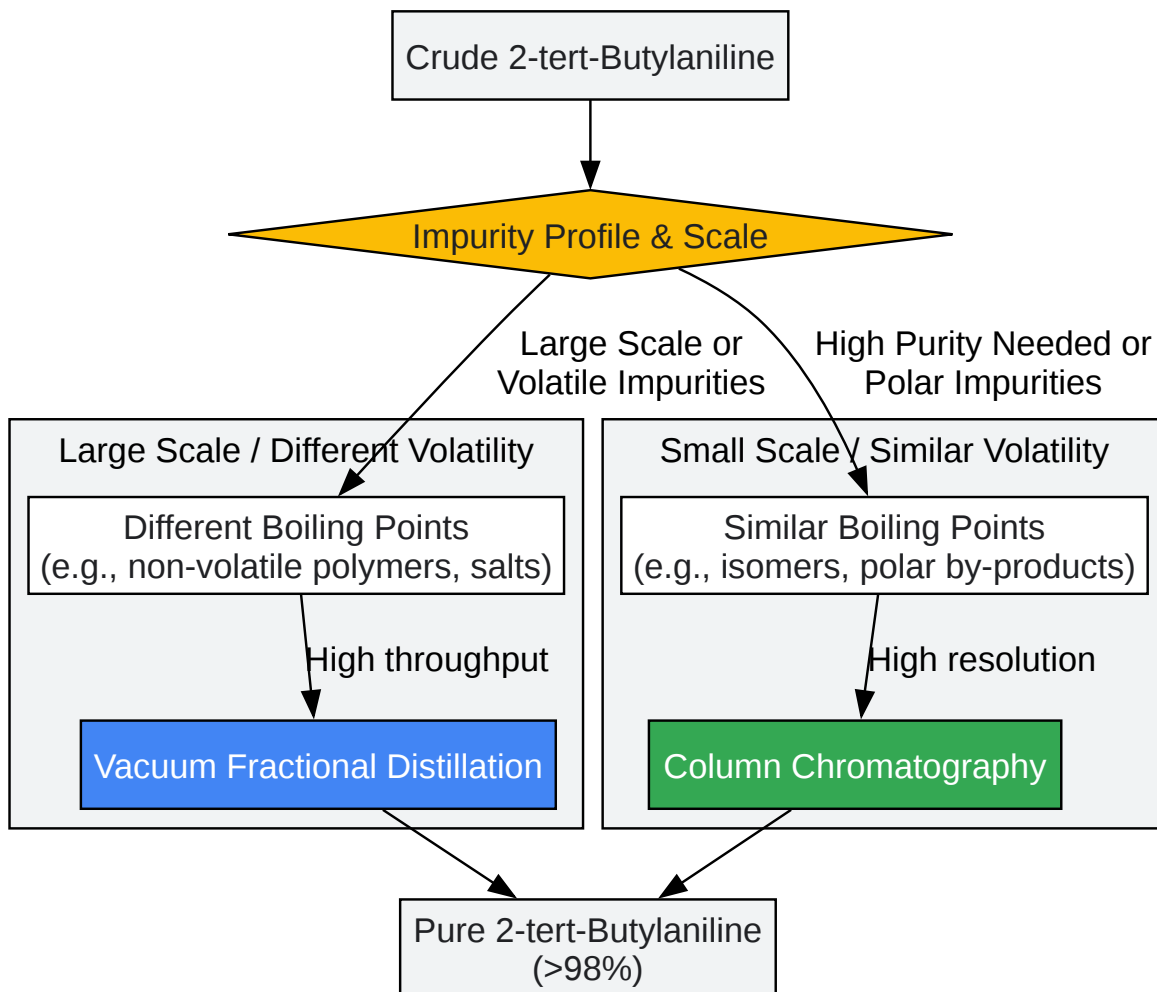 Crude 2-tert-Butylaniline
Impurity Profile & Scale
Large Scale or
Volatile Impurities
High Purity Needed or
Polar Impurities
Large Scale / Different Volatility
Different Boiling Points
(e.g., non-volatile polymers, salts)
High throughput
Vacuum Fractional Distillation
Small Scale / Similar Volatility
Similar Boiling Points
(e.g., isomers, polar by-products)
High resolution
Column Chromatography
Pure 2-tert-Butylaniline
(>98%)